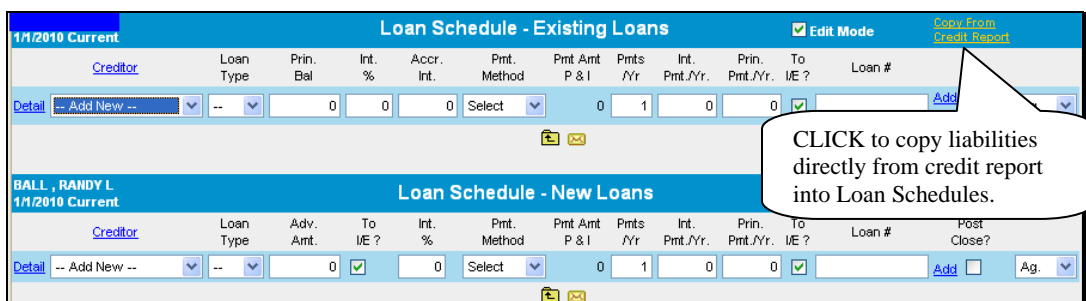 Loan Schedule - Existing Loans
1/1/2010 Current
Edit Mode
Copy From
Credit Report
Creditor Loan Type Prin. Bal Int. % Accr. Int. Pmt. Method Pmt Amt P & I Pmts /Yr Int. Pmt./Yr. Prin. Pmt./Yr. To I/E ? Loan #
Detail -- Add New -- -- 0 0 0 Select 0 1 0 0 Add
CLICK to copy liabilities
directly from credit report
into Loan Schedules.
BALL , RANDY L
1/1/2010 Current
Loan Schedule - New Loans
Creditor Loan Type Adv. Amt. To I/E ? Int. % Pmt. Method Pmt Amt P & I Pmts /Yr Int. Pmt./Yr. Prin. Pmt./Yr. To I/E ? Loan # Post Close?
Detail -- Add New -- -- 0 0 Select 0 1 0 0 Add Ag.